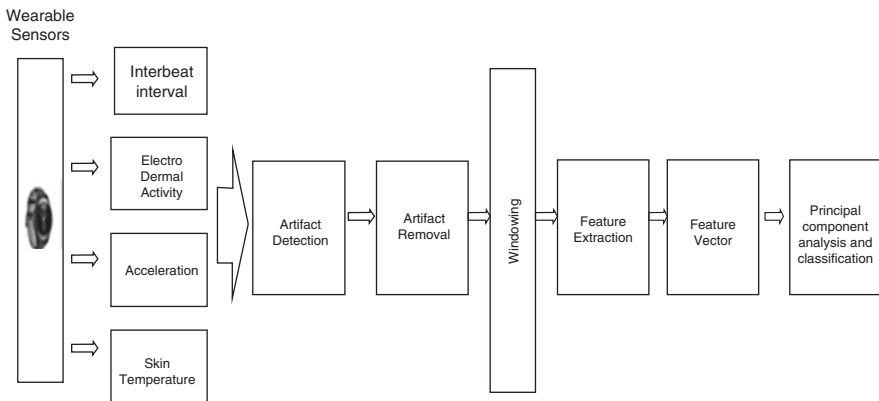 Wearable
Sensors
Interbeat
interval
Electro
Dermal
Activity
Acceleration
Skin
Temperature
Artifact
Detection
Artifact
Removal
Windowing
Feature
Extraction
Feature
Vector
Principal
component
analysis and
classification